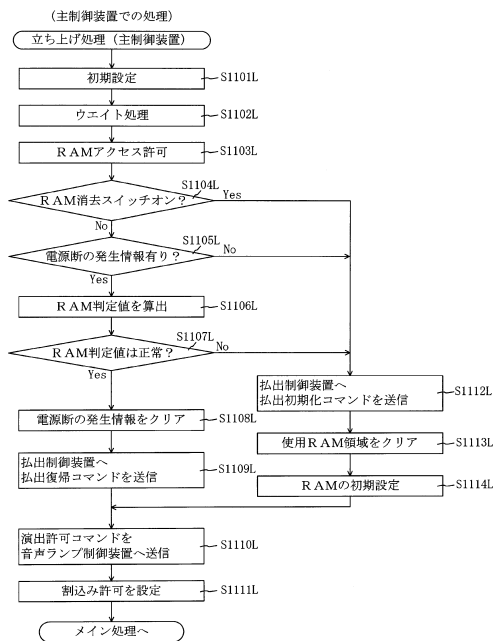 (主制御装置での処理)
立ち上げ処理(主制御装置)
初期設定
S1101L
ウエイト処理
S1102L
RAMアクセス許可
S1103L
RAM消去スイッチオン?
S1104L
Yes
No
電源断の発生情報有り?
S1105L
No
Yes
RAM判定値を算出
S1106L
RAM判定値は正常?
S1107L
No
Yes
払出制御装置へ
払出初期化コマンドを送信
S1112L
電源断の発生情報をクリア
S1108L
使用RAM領域をクリア
S1113L
払出制御装置へ
払出復帰コマンドを送信
S1109L
RAMの初期設定
S1114L
演出許可コマンドを
音声ランプ制御装置へ送信
S1110L
割込み許可を設定
S1111L
メイン処理へ